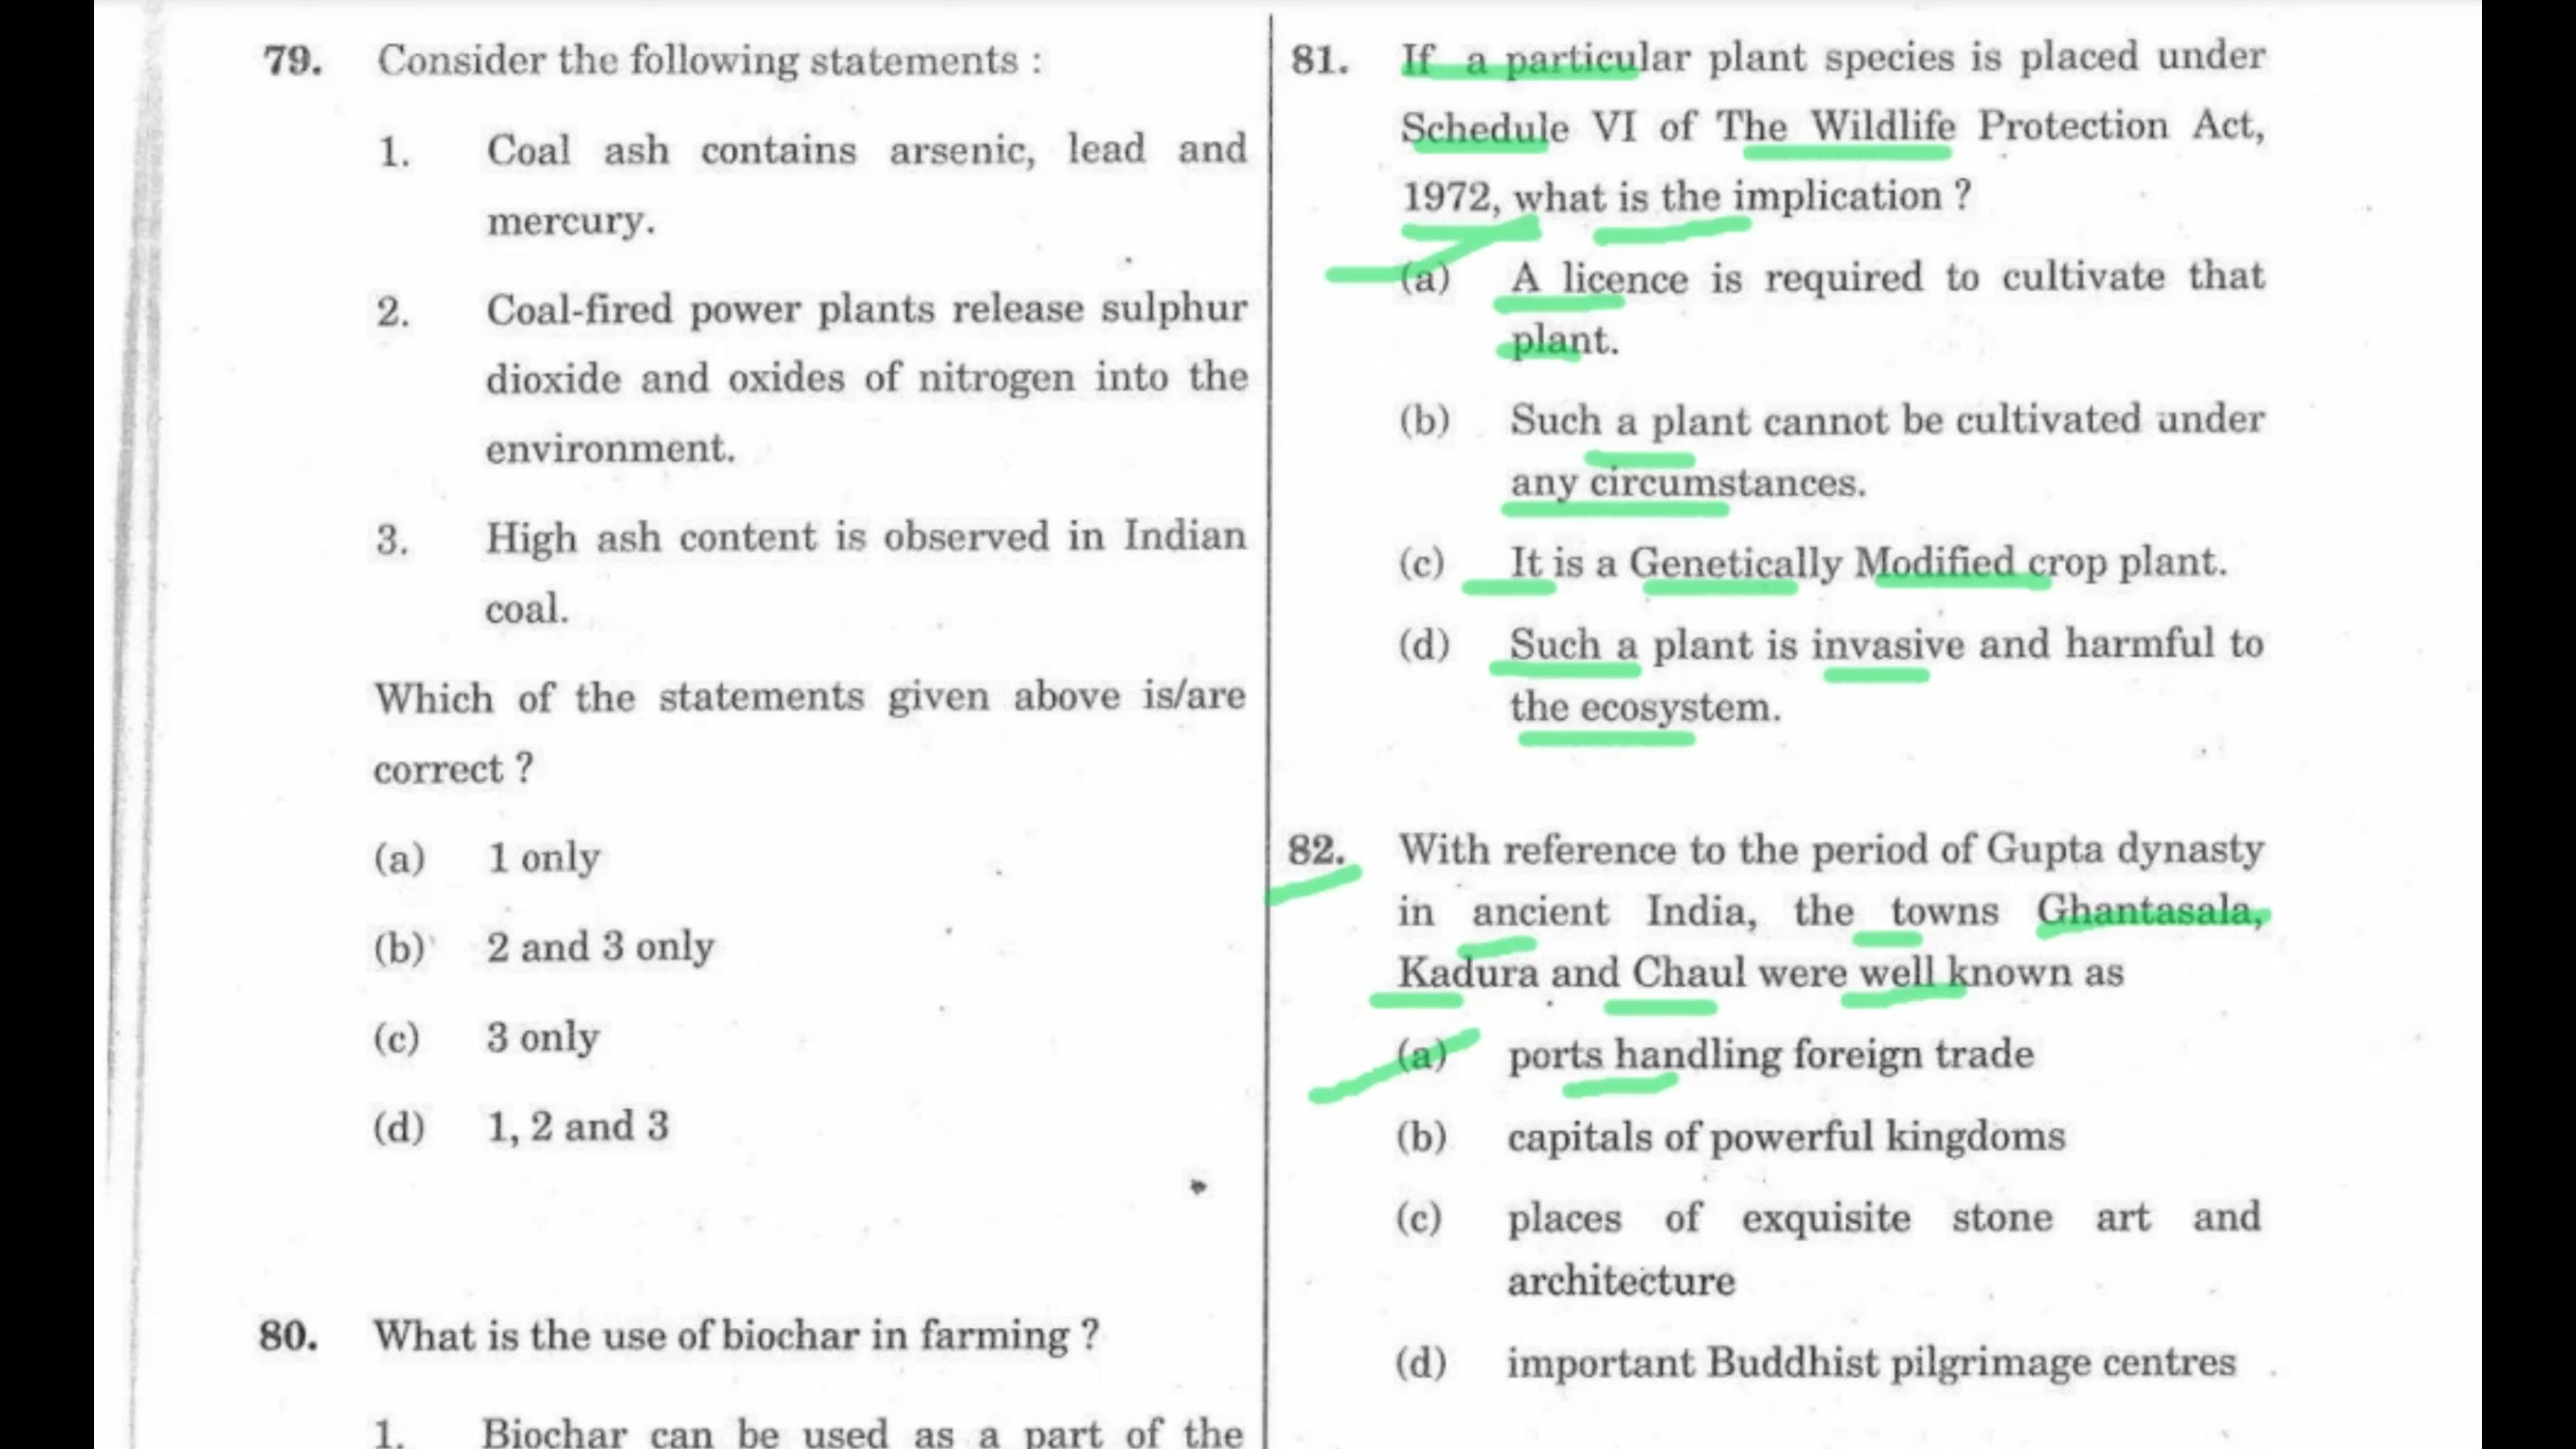 79. Consider the following statements :
1. Coal ash contains arsenic, lead and
mercury.
2. Coal-fired power plants release sulphur
dioxide and oxides of nitrogen into the
environment.
3. High ash content is observed in Indian
coal.
Which of the statements given above is/are
correct ?
(a) 1 only
(b) 2 and 3 only
(c) 3 only
(d) 1, 2 and 3
80. What is the use of biochar in farming ?
1. Biochar can be used as a part of the
81. If a particular plant species is placed under
Schedule VI of The Wildlife Protection Act,
1972, what is the implication ?
(a) A licence is required to cultivate that
plant.
(b) Such a plant cannot be cultivated under
any circumstances.
(c) It is a Genetically Modified crop plant.
(d) Such a plant is invasive and harmful to
the ecosystem.
82. With reference to the period of Gupta dynasty
in ancient India, the towns Ghantasala,
Kadura and Chaul were well known as
(a) ports handling foreign trade
(b) capitals of powerful kingdoms
(c) places of exquisite stone art and
architecture
(d) important Buddhist pilgrimage centres